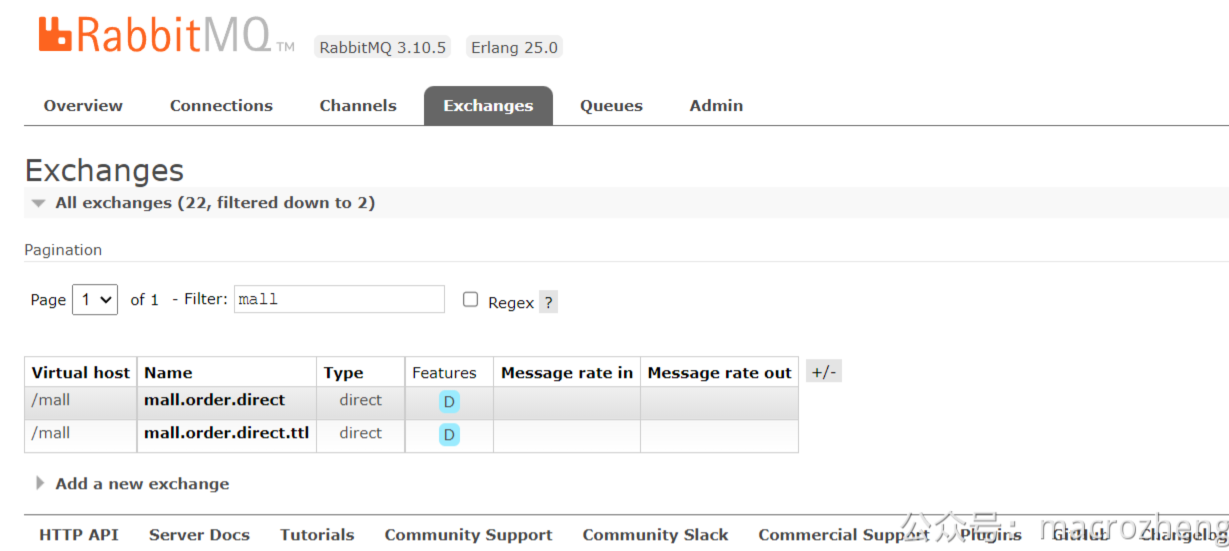 RabbitMQ TM RabbitMQ 3.10.5 Erlang 25.0
Overview Connections Channels Exchanges Queues Admin
Exchanges
All exchanges (22, filtered down to 2)
Pagination
Page 1 of 1 - Filter: mall Regex ?
Virtual host Name Type Features Message rate in Message rate out +/-
/mall mall.order.direct direct D
/mall mall.order.direct.ttl direct D
Add a new exchange
HTTP API Server Docs Tutorials Community Support Community Slack Commercial Support Plugins GitHub Changelog
公众号：macrozheng